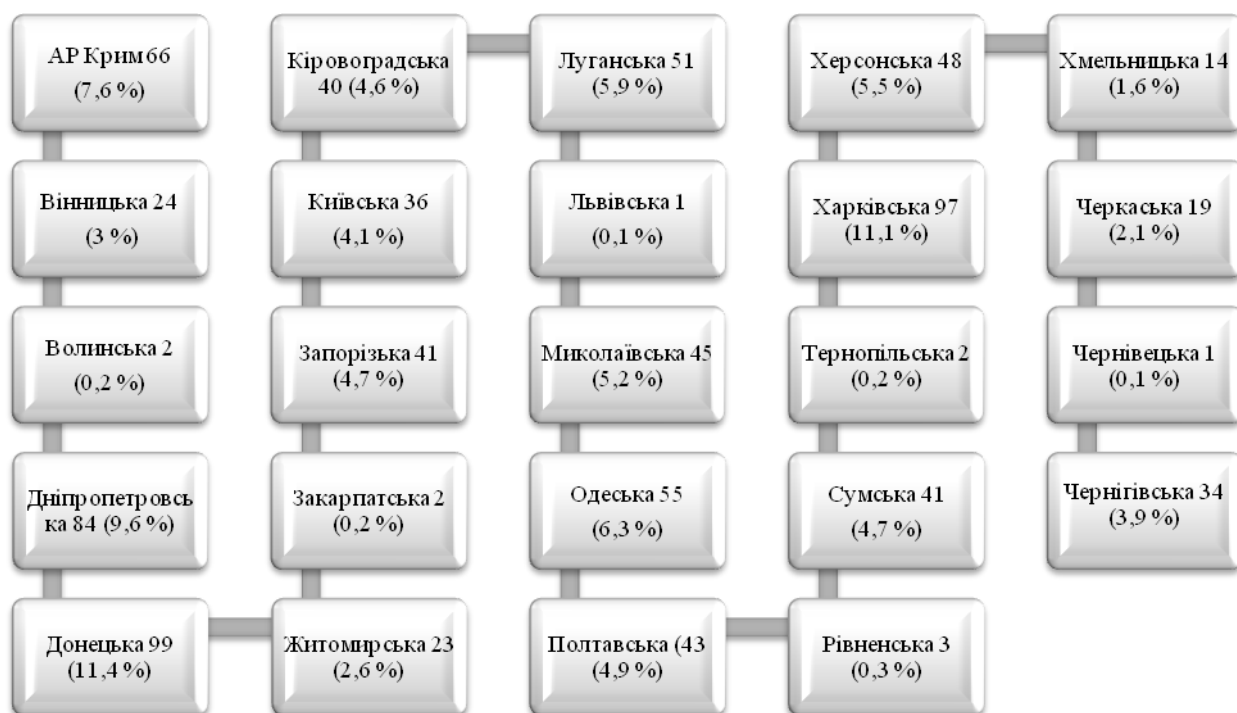 АР Крим 66
(7,6 %)
Вінницька 24
(3 %)
Волинська 2
(0,2 %)
Дніпропетровсь
ка 84 (9,6 %)
Донецька 99
(11,4 %)
Житомирська 23
(2,6 %)
Закарпатська 2
(0,2 %)
Запорізька 41
(4,7 %)
Київська 36
(4,1 %)
Кіровоградська
40 (4,6 %)
Луганська 51
(5,9 %)
Львівська 1
(0,1 %)
Миколаївська 45
(5,2 %)
Одеська 55
(6,3 %)
Полтавська (43
(4,9 %)
Рівненська 3
(0,3 %)
Сумська 41
(4,7 %)
Тернопільська 2
(0,2 %)
Харківська 97
(11,1 %)
Херсонська 48
(5,5 %)
Хмельницька 14
(1,6 %)
Черкаська 19
(2,1 %)
Чернівецька 1
(0,1 %)
Чернігівська 34
(3,9 %)